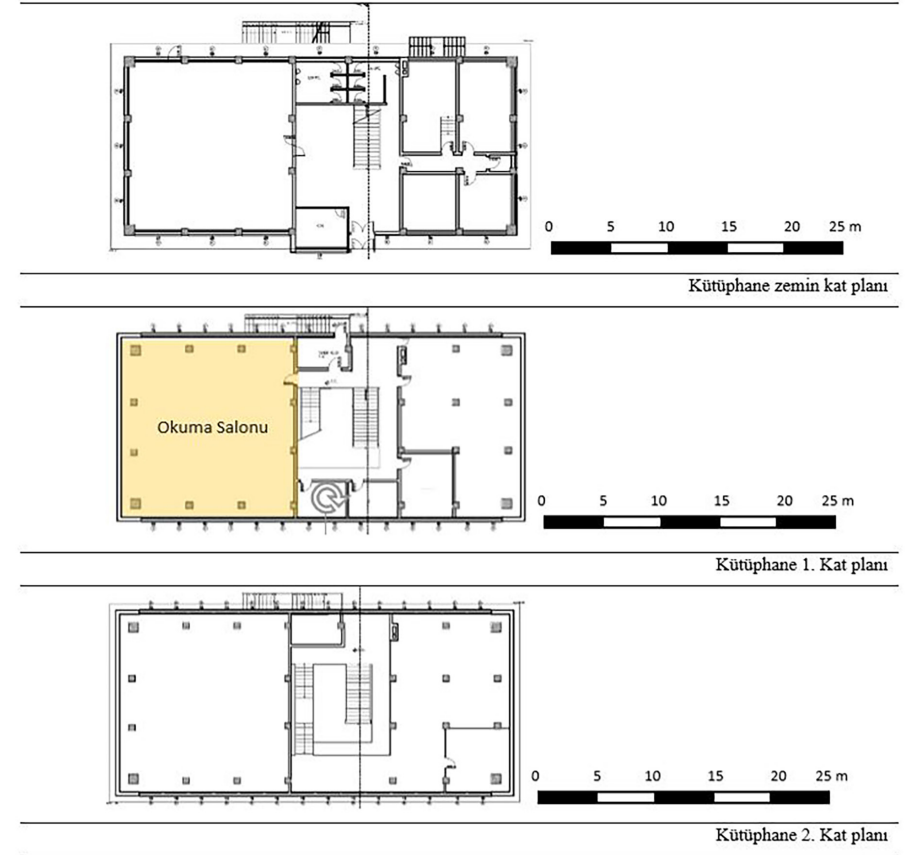 0 5 10 15 20 25 m
Kütüphane zemin kat planı
Okuma Salonu
0 5 10 15 20 25 m
Kütüphane 1. Kat planı
0 5 10 15 20 25 m
Kütüphane 2. Kat planı